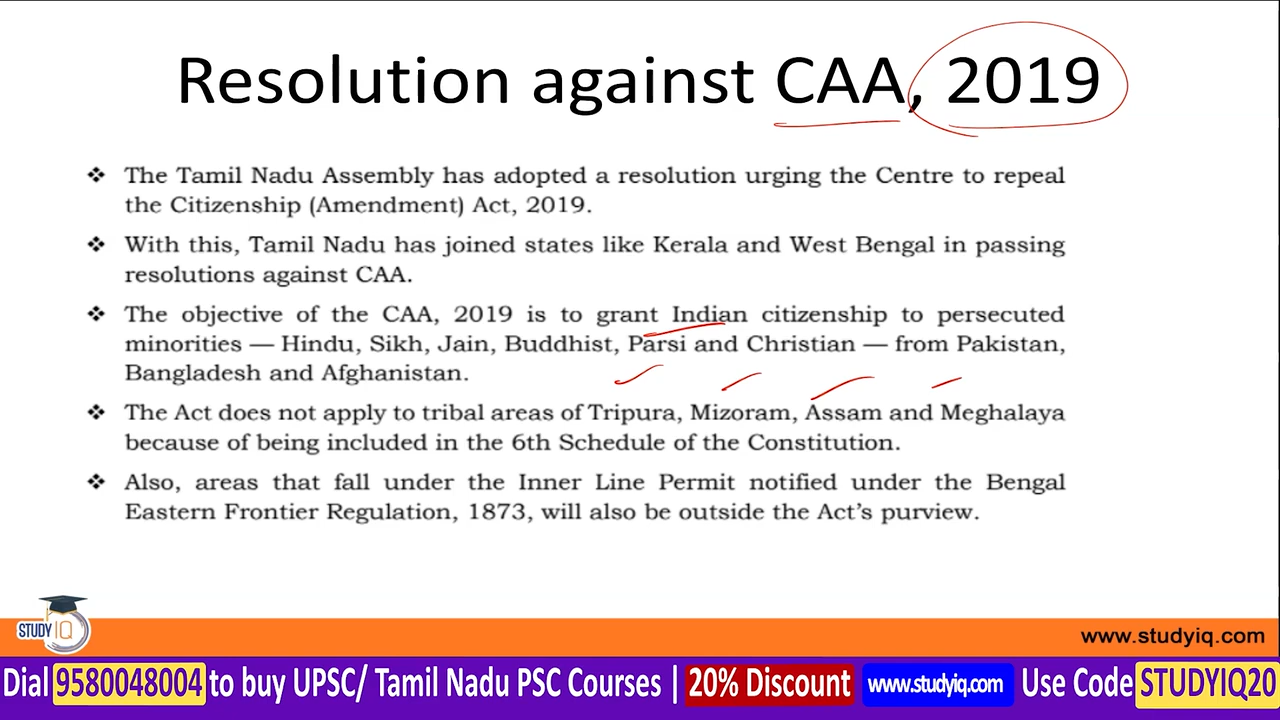 Resolution against CAA, 2019
❖ The Tamil Nadu Assembly has adopted a resolution urging the Centre to repeal
the Citizenship (Amendment) Act, 2019.
❖ With this, Tamil Nadu has joined states like Kerala and West Bengal in passing
resolutions against CAA.
❖ The objective of the CAA, 2019 is to grant Indian citizenship to persecuted
minorities — Hindu, Sikh, Jain, Buddhist, Parsi and Christian — from Pakistan,
Bangladesh and Afghanistan.
❖ The Act does not apply to tribal areas of Tripura, Mizoram, Assam and Meghalaya
because of being included in the 6th Schedule of the Constitution.
❖ Also, areas that fall under the Inner Line Permit notified under the Bengal
Eastern Frontier Regulation, 1873, will also be outside the Act's purview.
STUDY IQ
www.studyiq.com
Dial 9580048004 to buy UPSC/ Tamil Nadu PSC Courses | 20% Discount www.studyiq.com Use Code STUDYIQ20